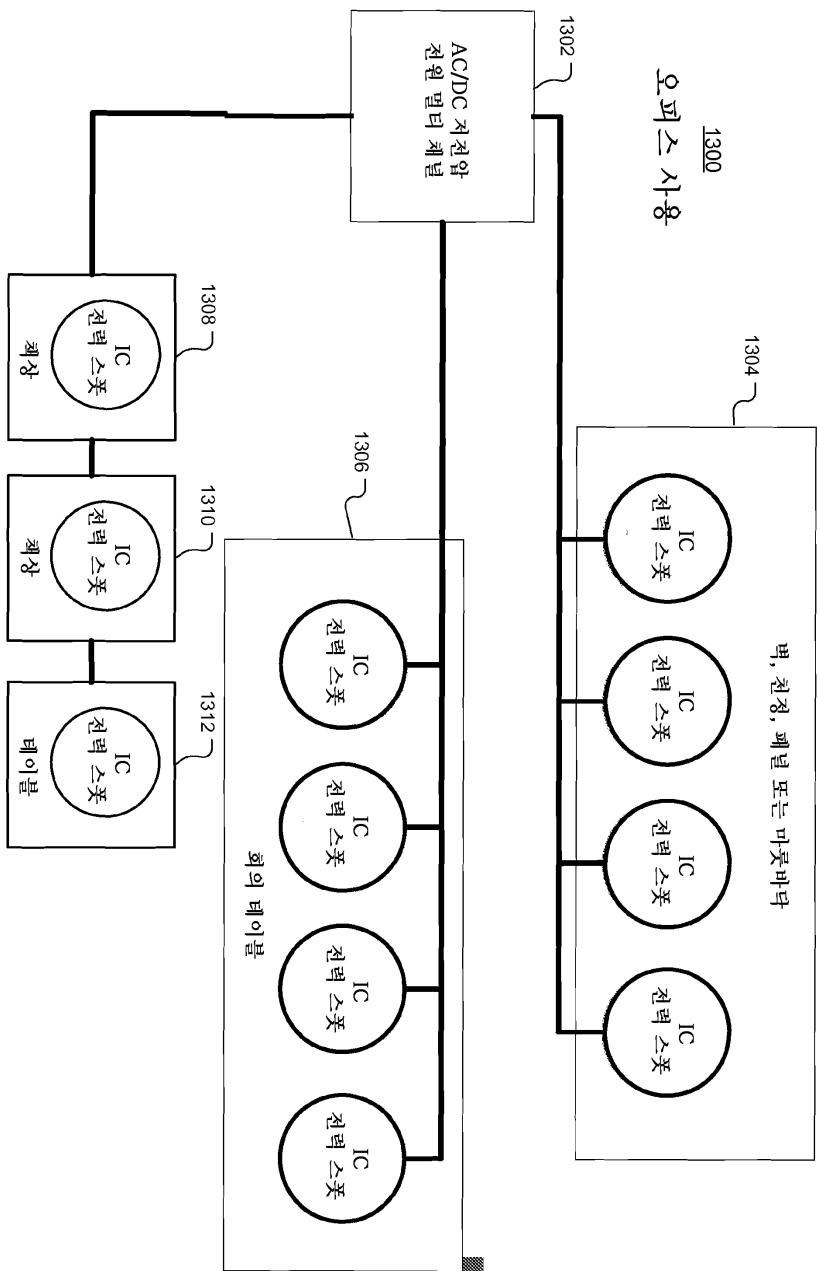 1300
오피스 사용
1304
벽, 천정, 패널 또는 마룻바닥
IC
전력 스폿
IC
전력 스폿
IC
전력 스폿
IC
전력 스폿
1302
AC/DC 저전압
전원 멀티 채널
1306
IC
전력 스폿
IC
전력 스폿
IC
전력 스폿
IC
전력 스폿
회의 테이블
1308
IC
전력 스폿
책상
1310
IC
전력 스폿
책상
1312
IC
전력 스폿
테이블